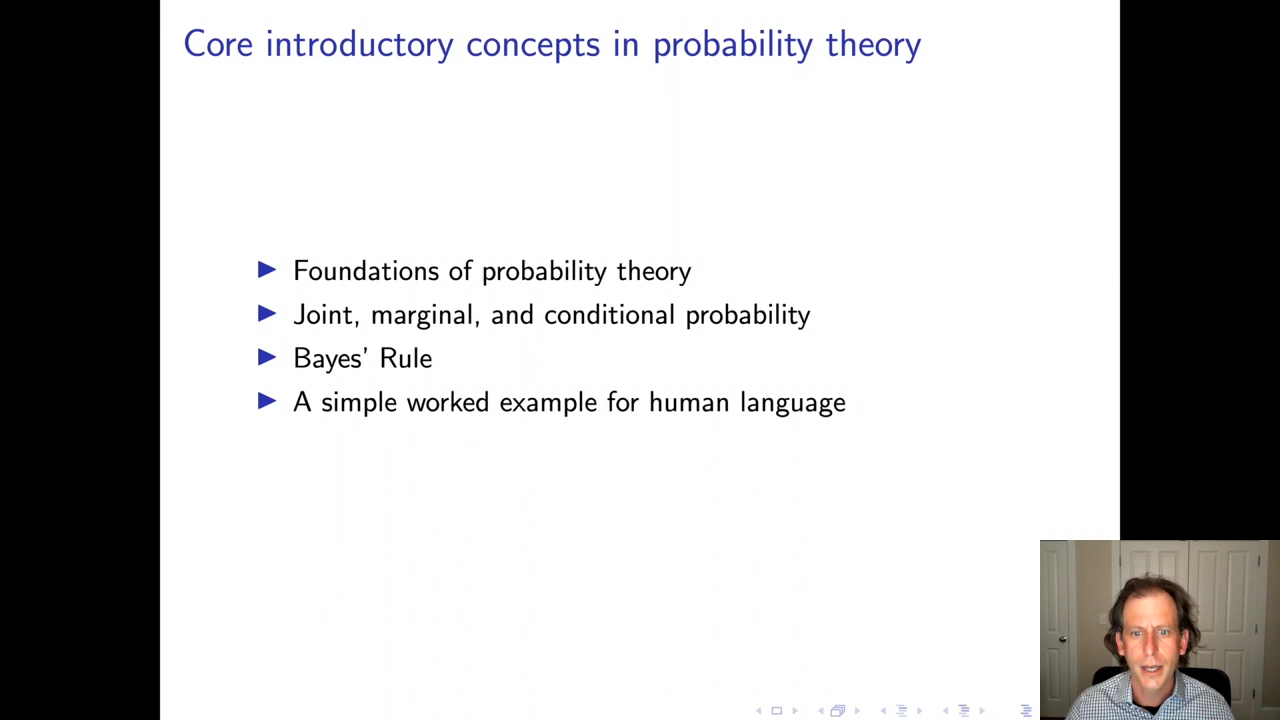 Core introductory concepts in probability theory
Foundations of probability theory
Joint, marginal, and conditional probability
Bayes’ Rule
A simple worked example for human language